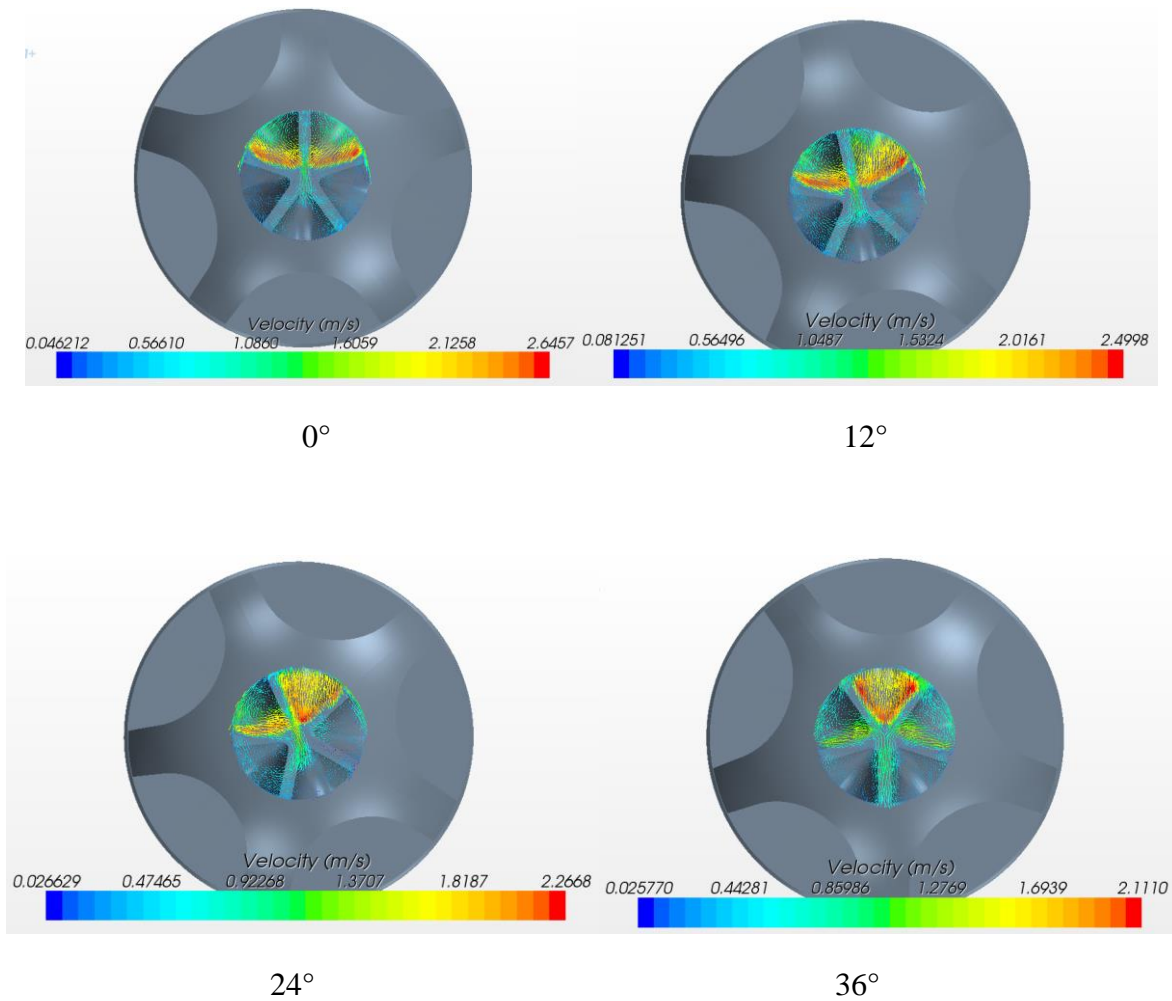 Velocity (m/s)
0.046212 0.56610 1.0860 1.6059 2.1258 2.6457
0°
Velocity (m/s)
0.081251 0.56496 1.0487 1.5324 2.0161 2.4998
12°
Velocity (m/s)
0.026629 0.47465 0.92268 1.3707 1.8187 2.2668
24°
Velocity (m/s)
0.025770 0.44281 0.85986 1.2769 1.6939 2.1110
36°